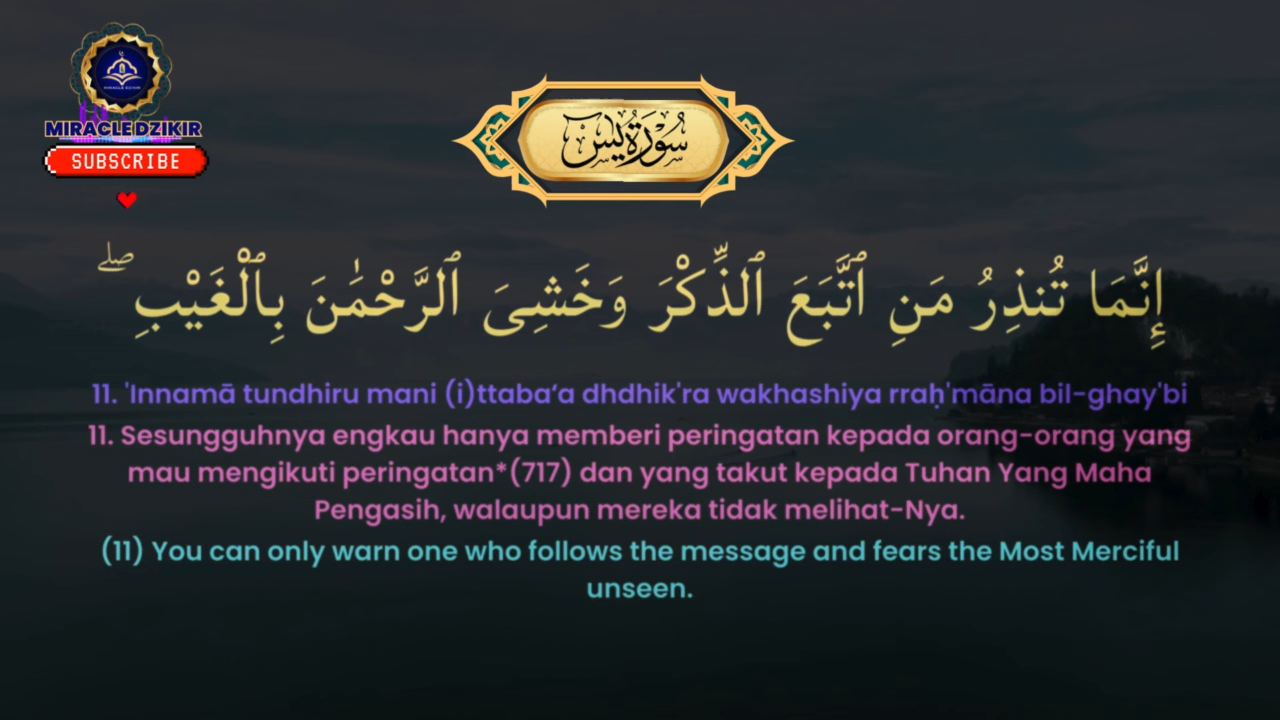 MIRACLE DZIKIR
MIRACLEDZIKIR
SUBSCRIBE
سُورَةُ يسٓ
إِنَّمَا تُنذِرُ مَنِ ٱتَّبَعَ ٱلذِّكْرَ وَخَشِىَ ٱلرَّحْمَٰنَ بِٱلْغَيْبِ ۖ
11. 'Innamā tundhiru mani (i)ttaba‘a dhdhik'ra wakhashiya rraḥ'māna bil-ghay'bi
11. Sesungguhnya engkau hanya memberi peringatan kepada orang-orang yang
mau mengikuti peringatan*(717) dan yang takut kepada Tuhan Yang Maha
Pengasih, walaupun mereka tidak melihat-Nya.
(11) You can only warn one who follows the message and fears the Most Merciful
unseen.